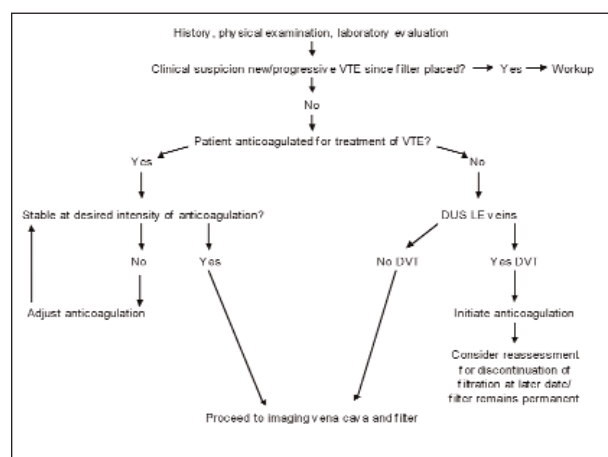 History, physical examination, laboratory evaluation
Clinical suspicion new/progressive VTE since filter placed?
Yes
Workup
No
Patient anticoagulated for treatment of VTE?
Yes
No
Stable at desired intensity of anticoagulation?
DUS LE veins
No
Yes
No DVT
Yes DVT
Adjust anticoagulation
Initiate anticoagulation
Consider reassessment
for discontinuation of
filtration at later date/
filter remains permanent
Proceed to imaging vena cava and filter